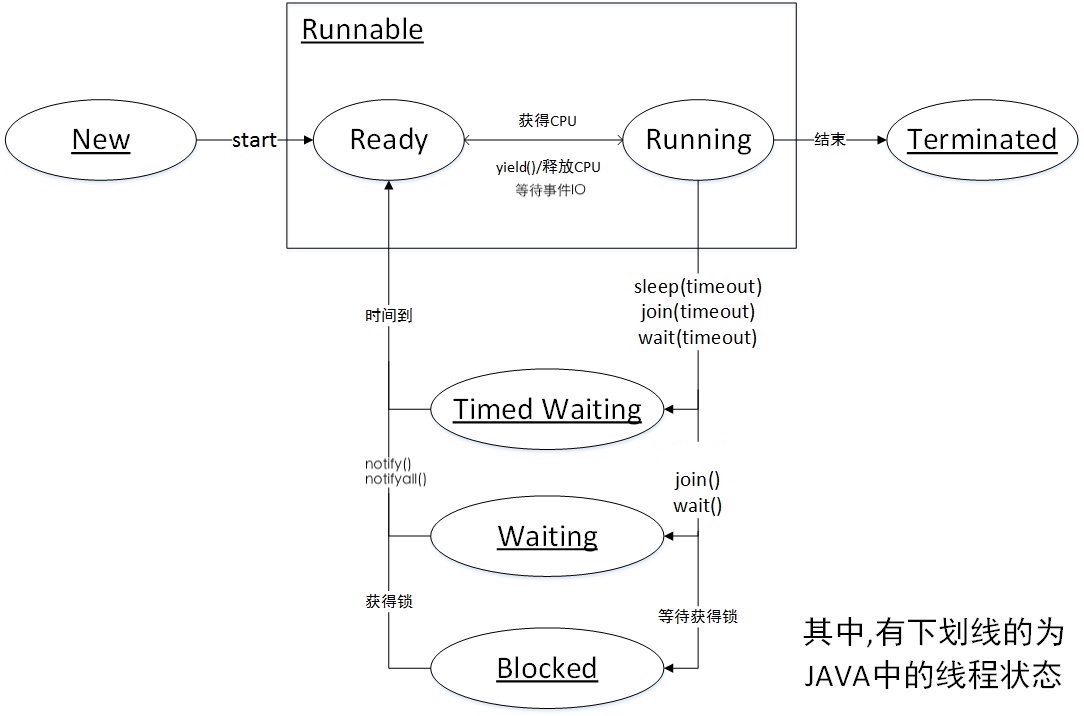 Runnable
New
start
Ready
获得CPU
yield()/释放CPU
等待事件IO
Running
结束
Terminated
时间到
sleep(timeout)
join(timeout)
wait(timeout)
Timed Waiting
notify()
notifyall()
join()
wait()
Waiting
获得锁
等待获得锁
Blocked
其中,有下划线的为
JAVA中的线程状态